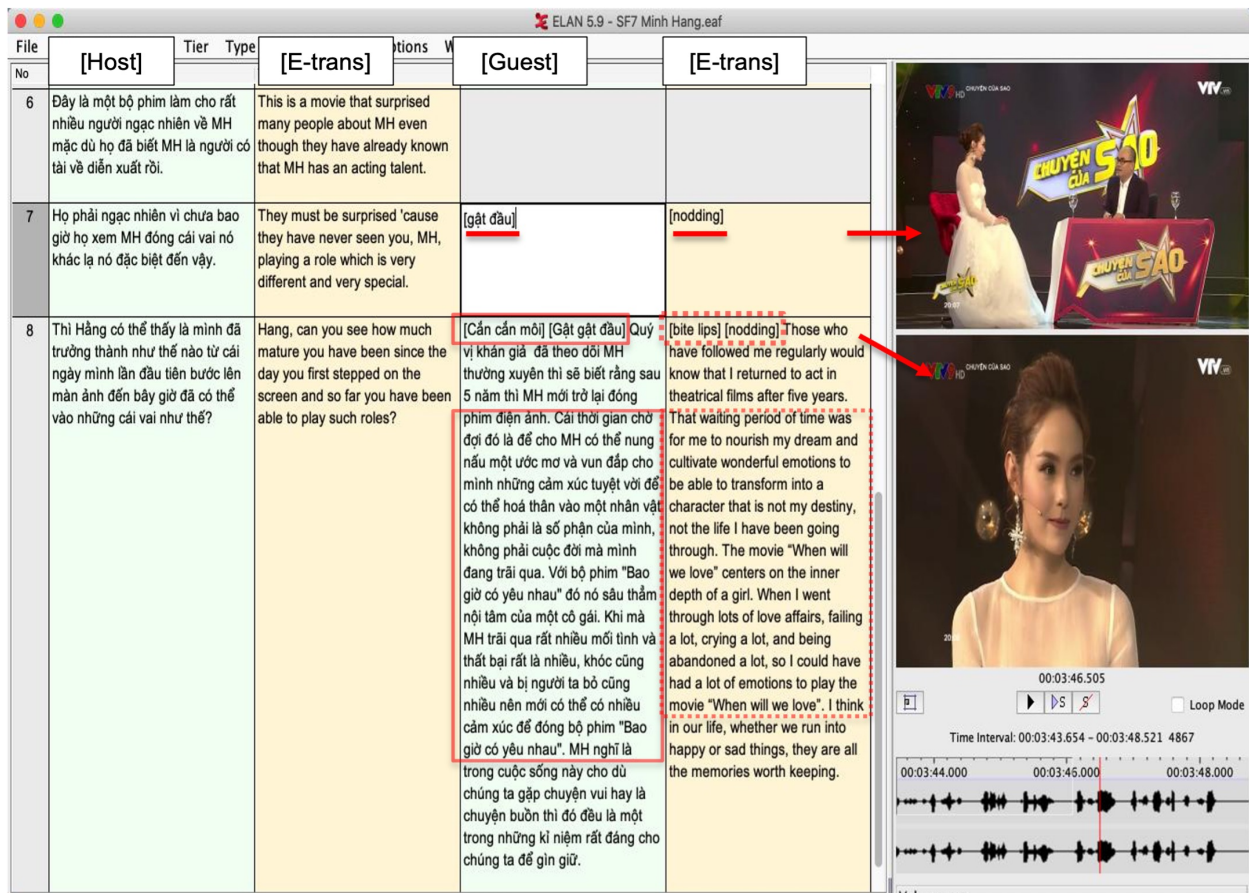 ELAN 5.9 - SF7 Minh Hang.eaf
File Tier Type
[Host] [E-trans] [Guest] [E-trans]
No
6
Đây là một bộ phim làm cho rất
nhiều người ngạc nhiên về MH
mặc dù họ đã biết MH là người có
tài về diễn xuất rồi.
This is a movie that surprised
many people about MH even
though they have already known
that MH has an acting talent.
7
Họ phải ngạc nhiên vì chưa bao
giờ họ xem MH đóng cái vai nó
khác lạ nó đặc biệt đến vậy.
They must be surprised 'cause
they have never seen you, MH,
playing a role which is very
different and very special.
[gật đầu]
[nodding]
8
Thì Hằng có thể thấy là mình đã
trưởng thành như thế nào từ cái
ngày mình lần đầu tiên bước lên
màn ảnh đến bây giờ đã có thể
vào những cái vai như thế?
Hang, can you see how much
mature you have been since the
day you first stepped on the
screen and so far you have been
able to play such roles?
[Cắn cắn môi] [Gật gật đầu] Quý
vị khán giả đã theo dõi MH
thường xuyên thì sẽ biết rằng sau
5 năm thì MH mới trở lại đóng
phim điện ảnh. Cái thời gian chờ
đợi đó là để cho MH có thể nung
nấu một ước mơ và vun đắp cho
mình những cảm xúc tuyệt vời để
có thể hoá thân vào một nhân vật
không phải là số phận của mình,
không phải cuộc đời mà mình
đang trãi qua. Với bộ phim "Bao
giờ có yêu nhau" đó nó sâu thẳm
nội tâm của một cô gái. Khi mà
MH trãi qua rất nhiều mối tình và
thất bại rất là nhiều, khóc cũng
nhiều và bị người ta bỏ cũng
nhiều nên mới có thể có nhiều
cảm xúc để đóng bộ phim "Bao
giờ có yêu nhau". MH nghĩ là
trong cuộc sống này cho dù
chúng ta gặp chuyện vui hay là
chuyện buồn thì đó đều là một
trong những kỉ niệm rất đáng cho
chúng ta để gìn giữ.
[bite lips] [nodding] Those who
have followed me regularly would
know that I returned to act in
theatrical films after five years.
That waiting period of time was
for me to nourish my dream and
cultivate wonderful emotions to
be able to transform into a
character that is not my destiny,
not the life I have been going
through. The movie “When will
we love” centers on the inner
depth of a girl. When I went
through lots of love affairs, failing
a lot, crying a lot, and being
abandoned a lot, so I could have
had a lot of emotions to play the
movie “When will we love”. I think
in our life, whether we run into
happy or sad things, they are all
the memories worth keeping.
VTV9 HD CHUYỆN CỦA SAO VTV
CHUYỆN CỦA SAO
CHUYỆN CỦA SAO
20:07
VTV9 HD CHUYỆN CỦA SAO VTV
00:03:46.505
S S Loop Mode
Time Interval: 00:03:43.654 - 00:03:48.521 4867
00:03:44.000 00:03:46.000 00:03:48.000